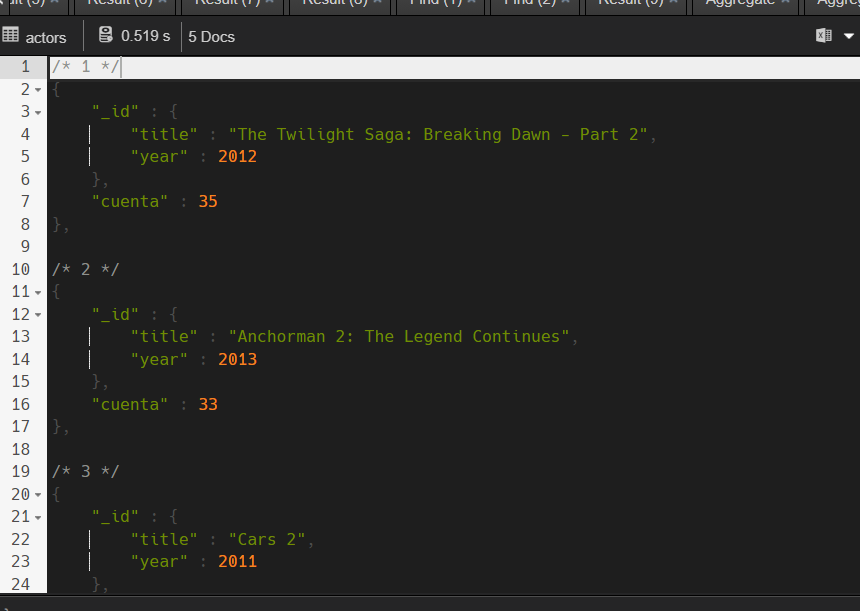 Result (6)
Result (7)
Result (8)
Find (1)
Find (2)
Result (9)
Aggregate
actors
0.519 s
5 Docs
1 /* 1 */
2 {
3 "_id" : {
4 "title" : "The Twilight Saga: Breaking Dawn - Part 2",
5 "year" : 2012
6 },
7 "cuenta" : 35
8 },
9
10 /* 2 */
11 {
12 "_id" : {
13 "title" : "Anchorman 2: The Legend Continues",
14 "year" : 2013
15 },
16 "cuenta" : 33
17 },
18
19 /* 3 */
20 {
21 "_id" : {
22 "title" : "Cars 2",
23 "year" : 2011
24 },